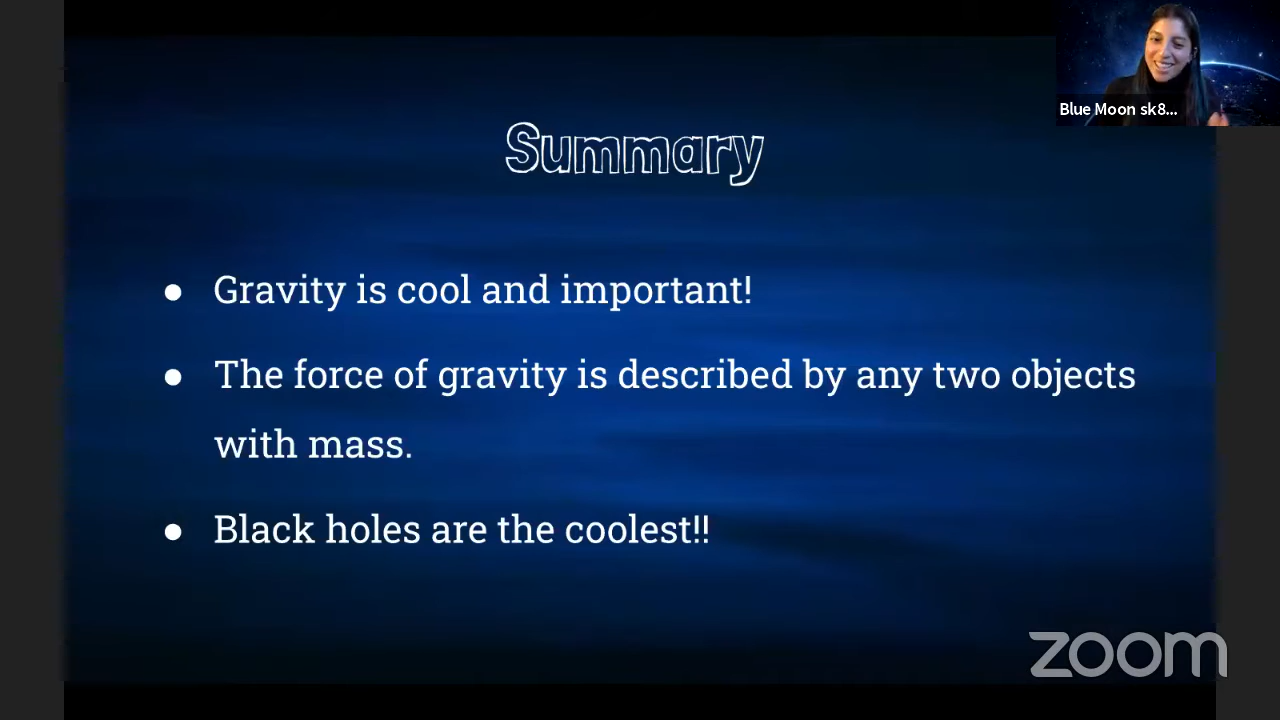 Blue Moon sk8...
Summary
● Gravity is cool and important!
● The force of gravity is described by any two objects
with mass.
● Black holes are the coolest!!
zoom